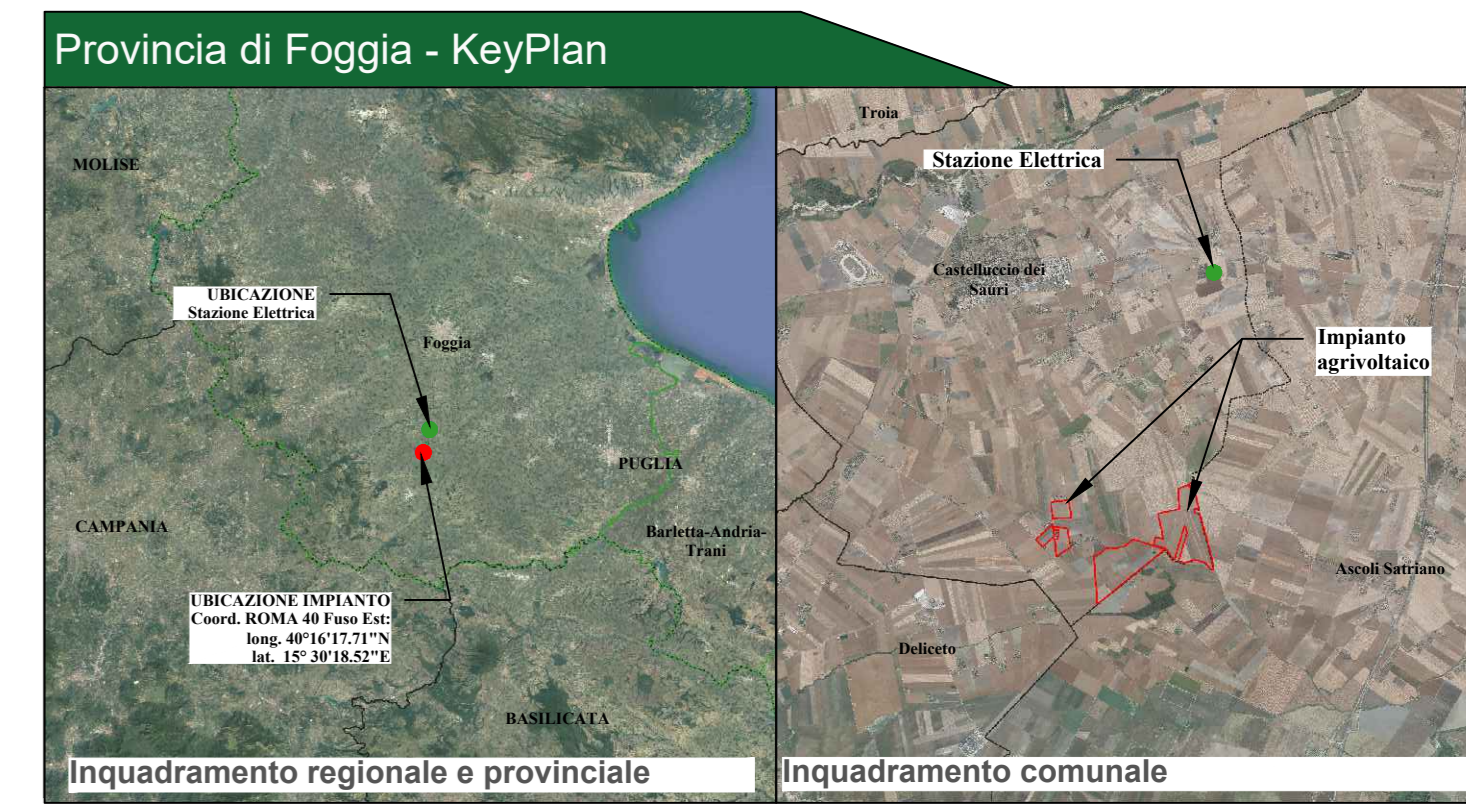 Provincia di Foggia - KeyPlan
MOLISE
UBICAZIONE
Stazione Elettrica
Foggia
PUGLIA
CAMPANIA
Barletta-Andria-
Trani
UBICAZIONE IMPIANTO
Coord. ROMA 40 Fuso Est:
long. 40°16'17.71"N
lat. 15° 30'18.52"E
BASILICATA
Inquadramento regionale e provinciale
Troia
Stazione Elettrica
Castelluccio dei
Sauri
Impianto
agrivoltaico
Ascoli Satriano
Deliceto
Inquadramento comunale